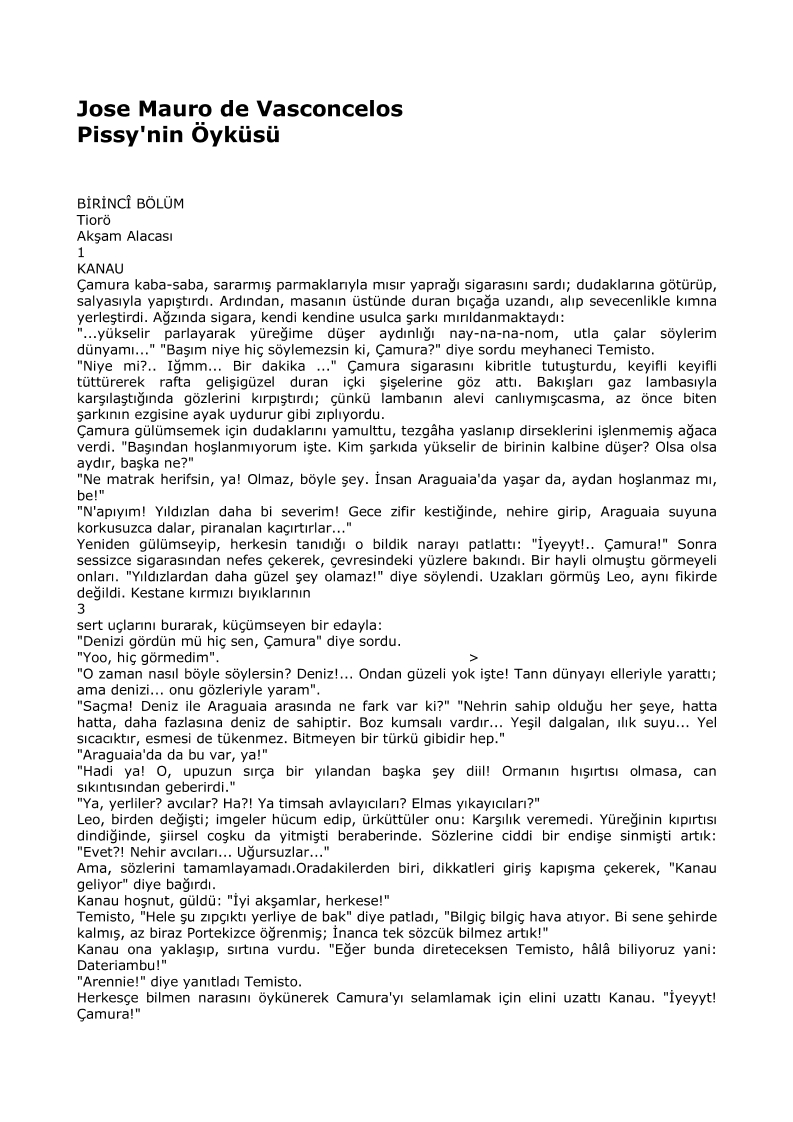 Jose Mauro de Vasconcelos
Pissy'nin Öyküsü
BİRİNCÎ BÖLÜM
Tiorö
Akşam Alacası
1
KANAU
Çamura kaba-saba, sararmış parmaklarıyla mısır yaprağı sigarasını sardı; dudaklarına götürüp,
salyasıyla yapıştırdı. Ardından, masanın üstünde duran bıçağa uzandı, alıp sevecenlikle kımna
yerleştirdi. Ağzında sigara, kendi kendine usulca şarkı mırıldanmaktaydı:
"...yükselir parlayarak yüreğime düşer aydınlığı nay-na-na-nom, utla çalar söylerim
dünyamı..." "Başım niye hiç söylemezsin ki, Çamura?" diye sordu meyhaneci Temisto.
"Niye mi?.. Iğmm... Bir dakika ..." Çamura sigarasını kibritle tutuşturdu, keyifli keyifli
tüttürerek rafta gelişigüzel duran içki şişelerine göz attı. Bakışları gaz lambasıyla
karşılaştığında gözlerini kırpıştırdı; çünkü lambanın alevi canlıymışcasma, az önce biten
şarkının ezgisine ayak uydurur gibi zıplıyordu.
Çamura gülümsemek için dudaklarını yamulttu, tezgâha yaslanıp dirseklerini işlenmemiş ağaca
verdi. "Başından hoşlanmıyorum işte. Kim şarkıda yükselir de birinin kalbine düşer? Olsa olsa
aydır, başka ne?"
"Ne matrak herifsin, ya! Olmaz, böyle şey. İnsan Araguaia'da yaşar da, aydan hoşlanmaz mı,
be!"
"N'apıyım! Yıldızlan daha bi severim! Gece zifir kestiğinde, nehire girip, Araguaia suyuna
korkusuzca dalar, piranalan kaçırtırlar..."
Yeniden gülümseyip, herkesin tanıdığı o bildik narayı patlattı: "İyeyyt!.. Çamura!" Sonra
sessizce sigarasından nefes çekerek, çevresindeki yüzlere bakındı. Bir hayli olmuştu görmeyeli
onları. "Yıldızlardan daha güzel şey olamaz!" diye söylendi. Uzakları görmüş Leo, aynı fikirde
değildi. Kestane kırmızı bıyıklarının
3
sert uçlarını burarak, küçümseyen bir edayla:
"Denizi gördün mü hiç sen, Çamura" diye sordu.
"Yoo, hiç görmedim". >
"O zaman nasıl böyle söylersin? Deniz!... Ondan güzeli yok işte! Tann dünyayı elleriyle yarattı;
ama denizi... onu gözleriyle yaram".
"Saçma! Deniz ile Araguaia arasında ne fark var ki?" "Nehrin sahip olduğu her şeye, hatta
hatta, daha fazlasına deniz de sahiptir. Boz kumsalı vardır... Yeşil dalgalan, ılık suyu... Yel
sıcacıktır, esmesi de tükenmez. Bitmeyen bir türkü gibidir hep."
"Araguaia'da da bu var, ya!"
"Hadi ya! O, upuzun sırça bir yılandan başka şey diil! Ormanın hışırtısı olmasa, can
sıkıntısından geberirdi."
"Ya, yerliler? avcılar? Ha?! Ya timsah avlayıcıları? Elmas yıkayıcıları?"
Leo, birden değişti; imgeler hücum edip, ürküttüler onu: Karşılık veremedi. Yüreğinin kıpırtısı
dindiğinde, şiirsel coşku da yitmişti beraberinde. Sözlerine ciddi bir endişe sinmişti artık:
"Evet?! Nehir avcıları... Uğursuzlar..."
Ama, sözlerini tamamlayamadı.Oradakilerden biri, dikkatleri giriş kapışma çekerek, "Kanau
geliyor" diye bağırdı.
Kanau hoşnut, güldü: "İyi akşamlar, herkese!"
Temisto, "Hele şu zıpçıktı yerliye de bak" diye patladı, "Bilgiç bilgiç hava atıyor. Bi sene şehirde
kalmış, az biraz Portekizce öğrenmiş; İnanca tek sözcük bilmez artık!"
Kanau ona yaklaşıp, sırtına vurdu. "Eğer bunda direteceksen Temisto, hâlâ biliyoruz yani:
Dateriambu!"
"Arennie!" diye yanıtladı Temisto.
Herkesçe bilmen narasını öykünerek Camura'yı selamlamak için elini uzattı Kanau. "İyeyyt!
Çamura!"